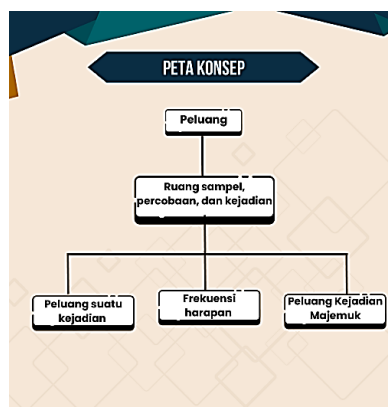 PETA KONSEP
Peluang
Ruang sampel,
percobaan, dan kejadian
Peluang suatu
kejadian
Frekuensi
harapan
Peluang Kejadian
Majemuk